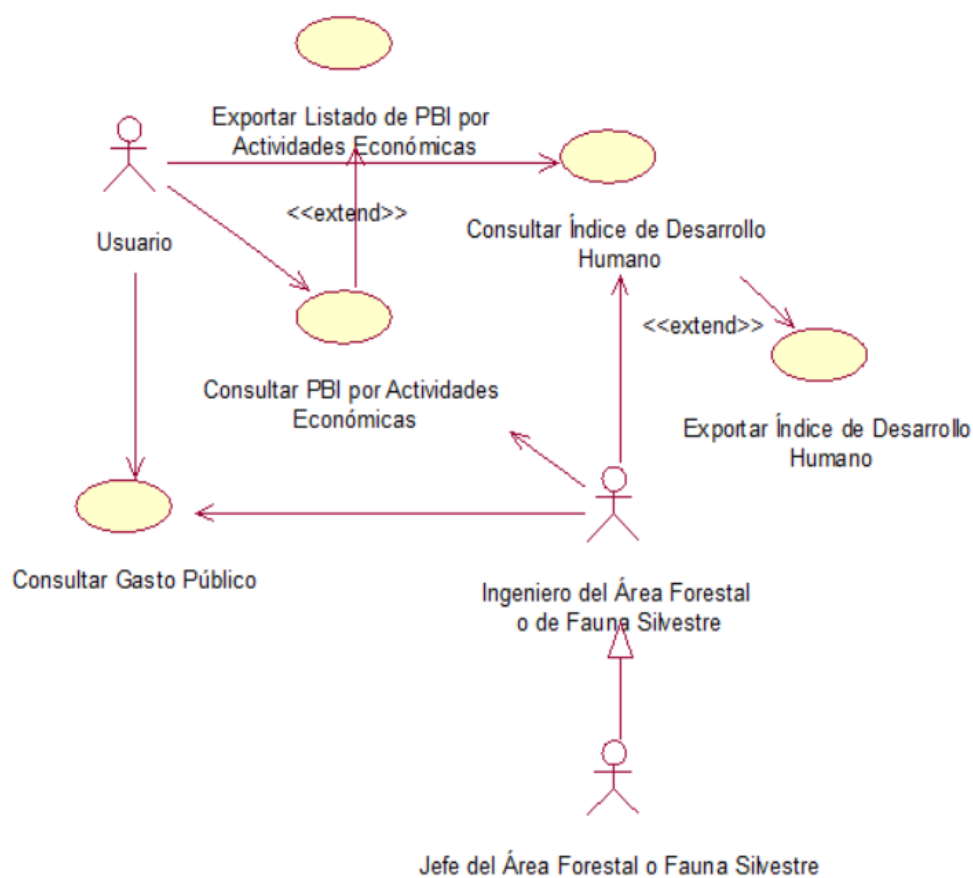 Exportar Listado de PBI por
Actividades Económicas
Usuario
<<extend>>
Consultar Índice de Desarrollo
Humano
<<extend>>
Consultar PBI por Actividades
Económicas
Exportar Índice de Desarrollo
Humano
Consultar Gasto Público
Ingeniero del Área Forestal
o de Fauna Silvestre
Jefe del Área Forestal o Fauna Silvestre